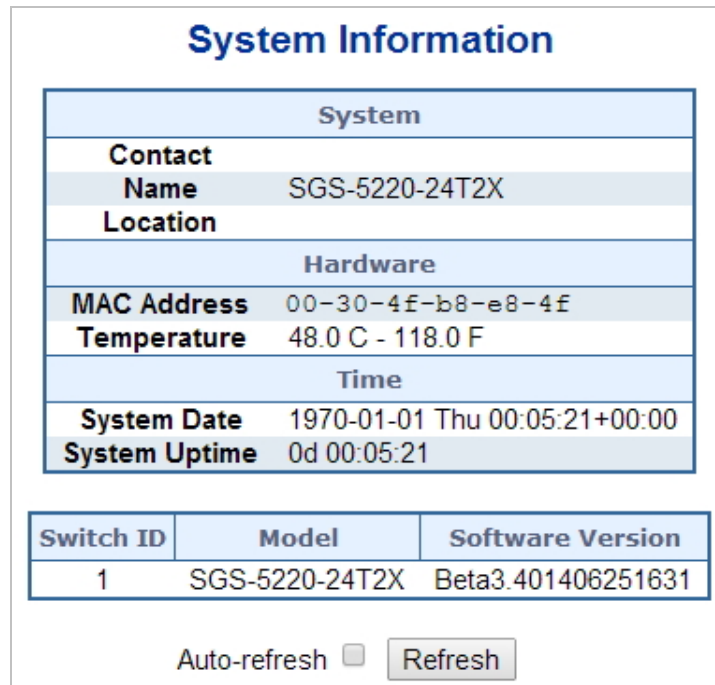 System Information
System
Contact
Name SGS-5220-24T2X
Location
Hardware
MAC Address 00-30-4f-b8-e8-4f
Temperature 48.0 C - 118.0 F
Time
System Date 1970-01-01 Thu 00:05:21+00:00
System Uptime 0d 00:05:21
Switch ID Model Software Version
1 SGS-5220-24T2X Beta3.401406251631
Auto-refresh Refresh